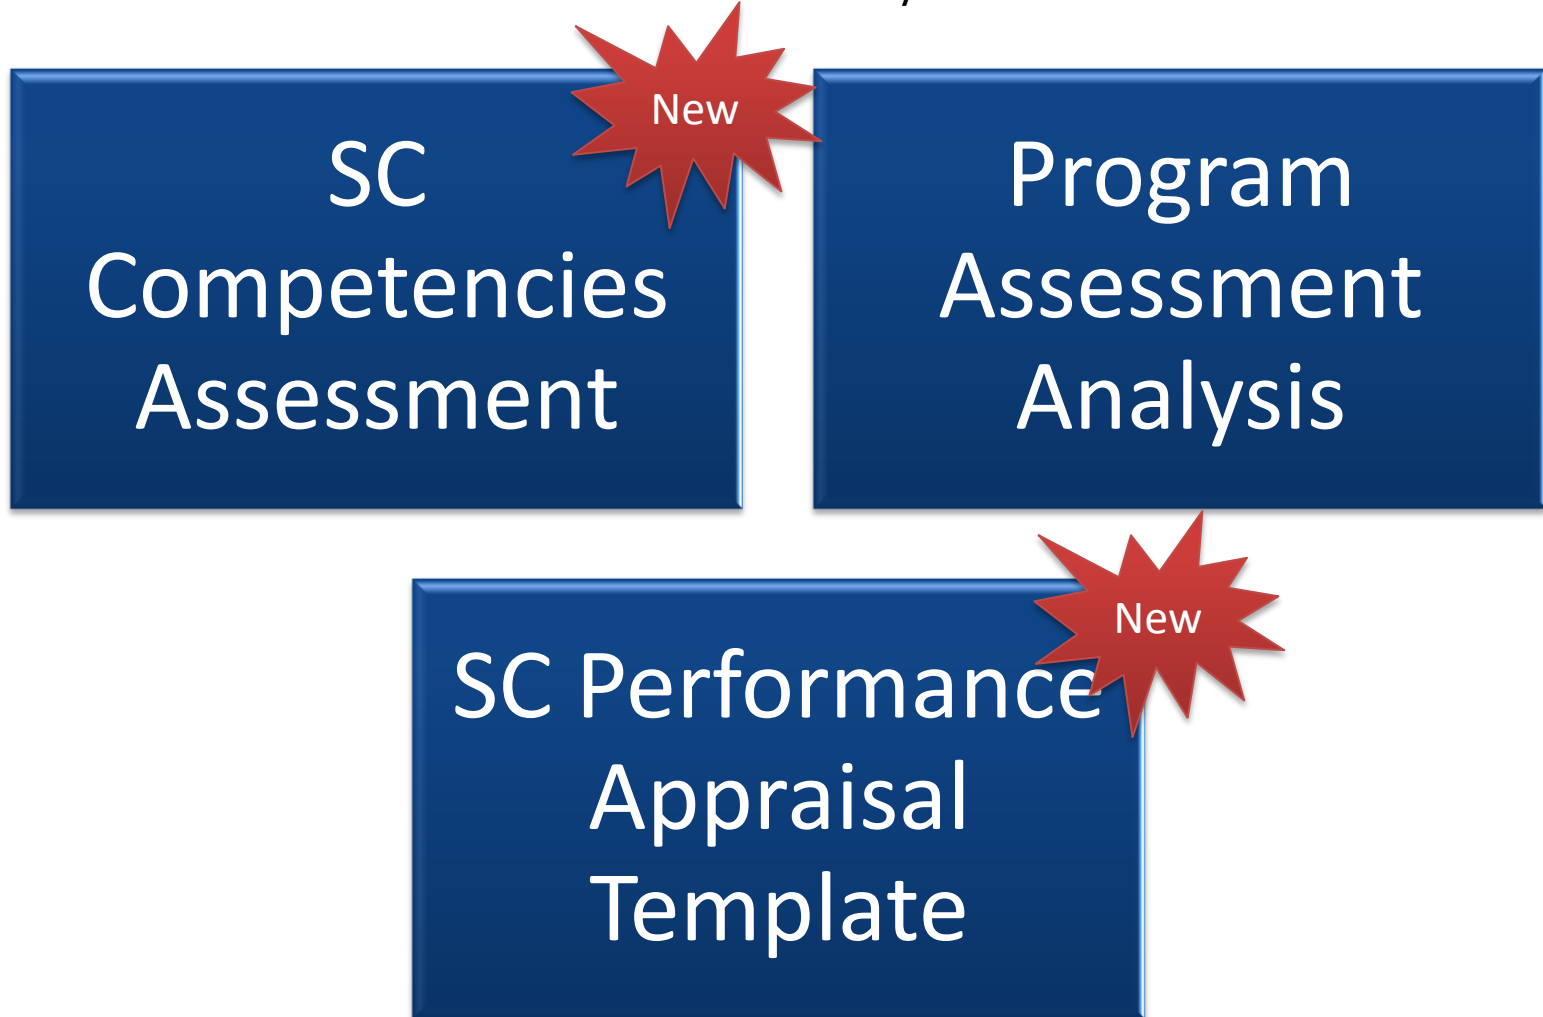 New
SC
Competencies
Assessment
Program
Assessment
Analysis
New
SC Performance
Appraisal
Template